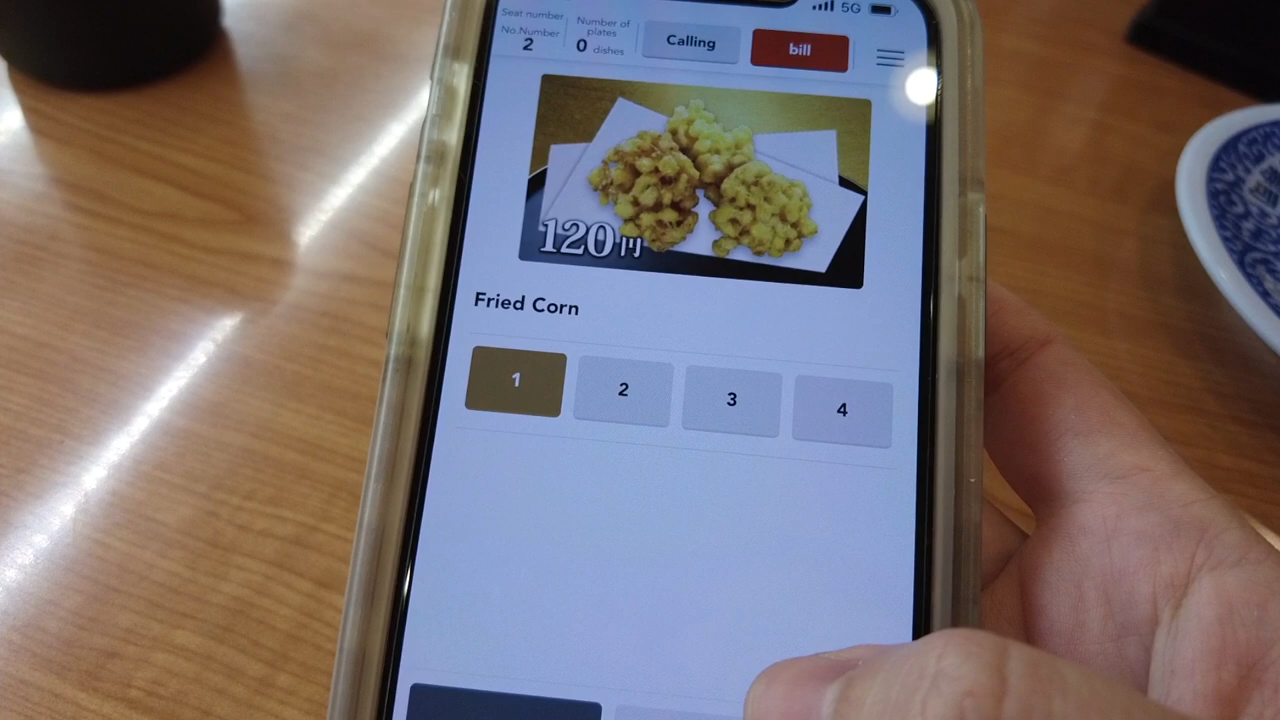 5G
Seat number
No.Number
2
Number of
plates
0 dishes
Calling
bill
120円
Fried Corn
1
2
3
4